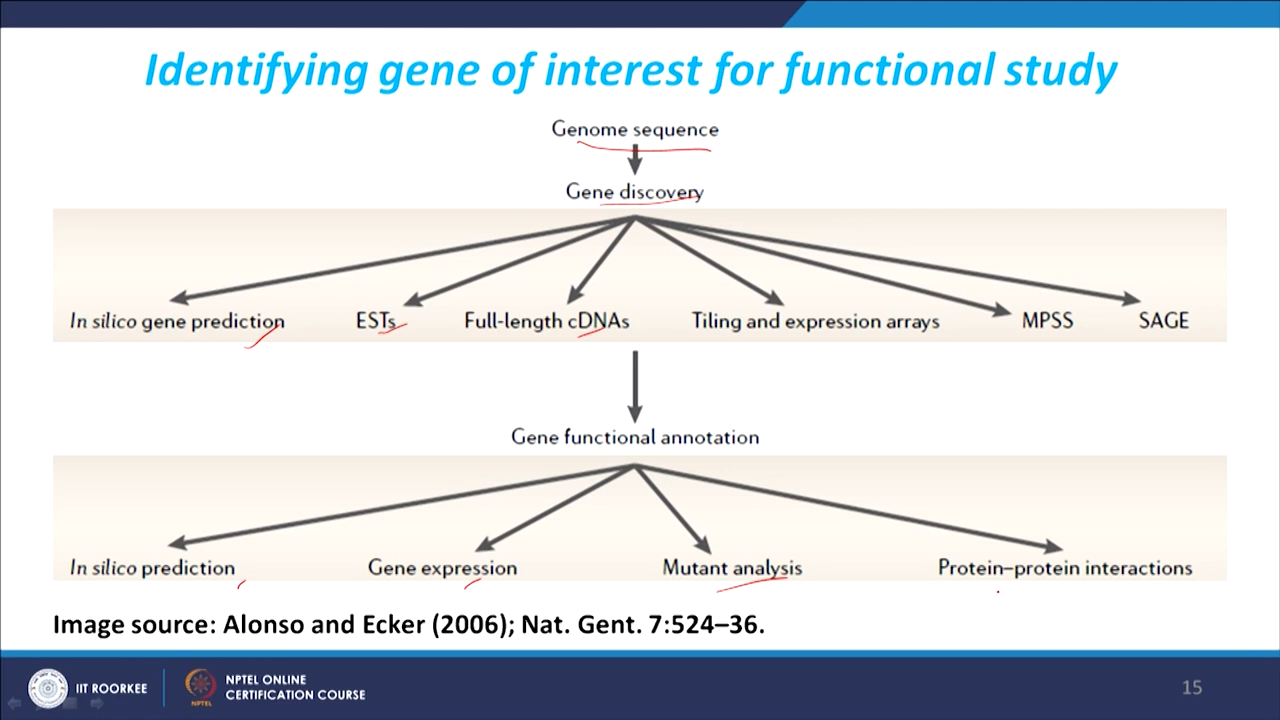 Identifying gene of interest for functional study
Genome sequence
Gene discovery
In silico gene prediction ESTs Full-length cDNAs Tiling and expression arrays MPSS SAGE
Gene functional annotation
In silico prediction Gene expression Mutant analysis Protein–protein interactions
Image source: Alonso and Ecker (2006); Nat. Gent. 7:524–36.
IIT ROORKEE
NPTEL
NPTEL ONLINE
CERTIFICATION COURSE
15